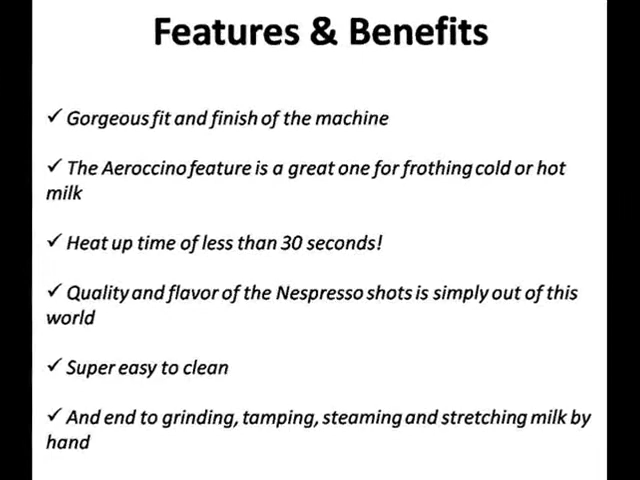 Features & Benefits
✓ Gorgeous fit and finish of the machine
✓ The Aeroccino feature is a great one for frothing cold or hot
milk
✓ Heat up time of less than 30 seconds!
✓ Quality and flavor of the Nespresso shots is simply out of this
world
✓ Super easy to clean
✓ And end to grinding, tamping, steaming and stretching milk by
hand